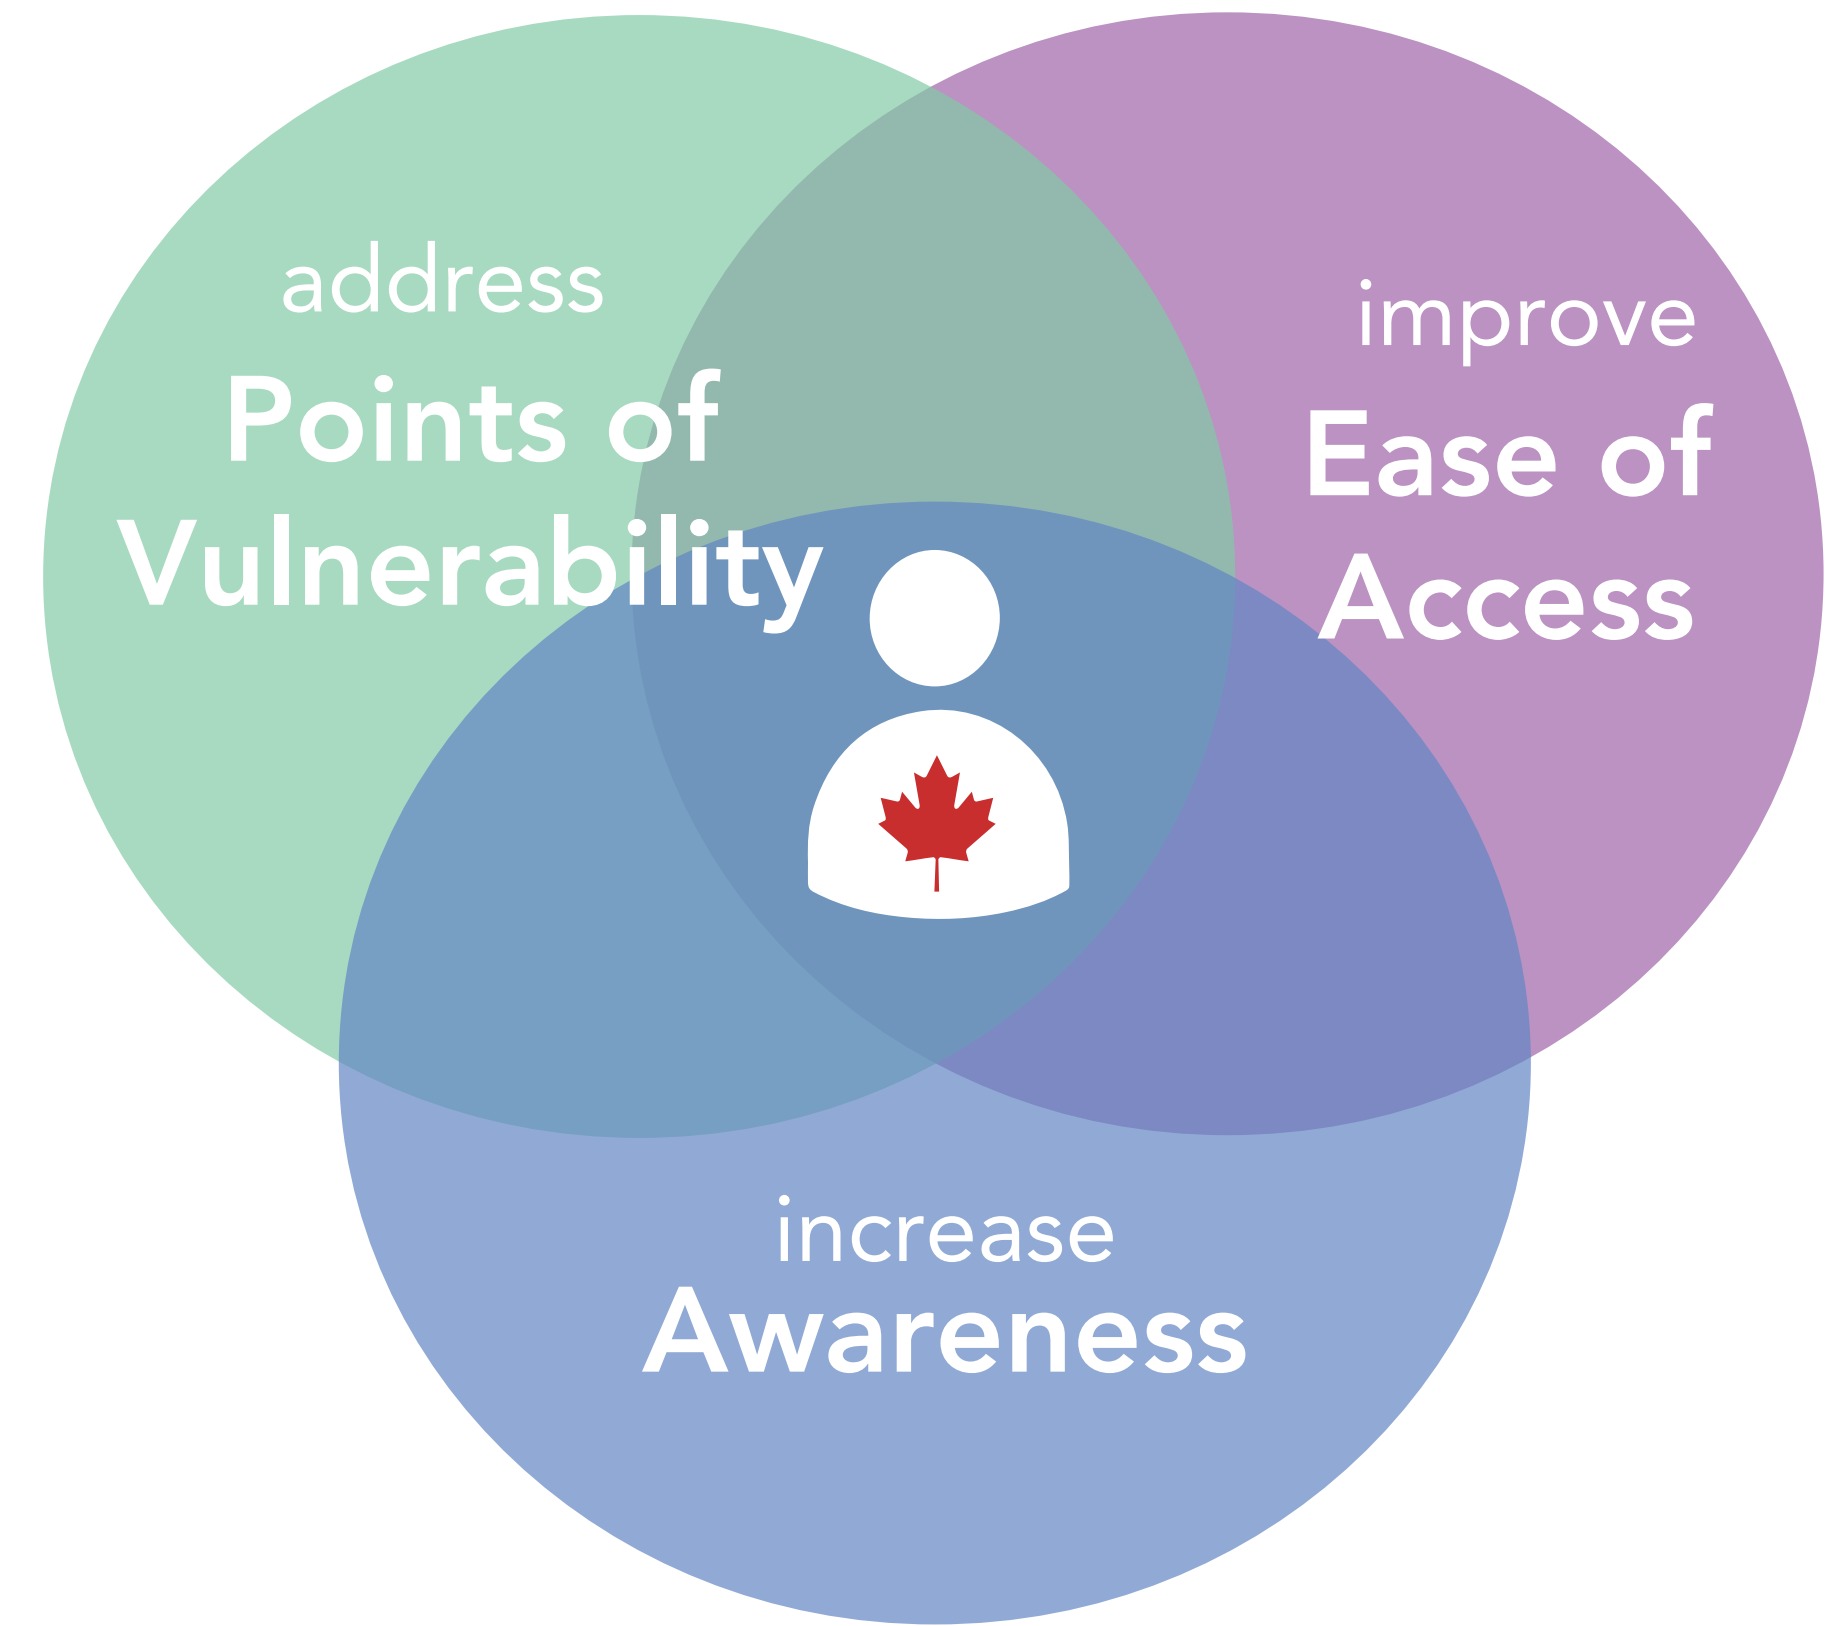 address
Points of
Vulnerability
improve
Ease of
Access
increase
Awareness